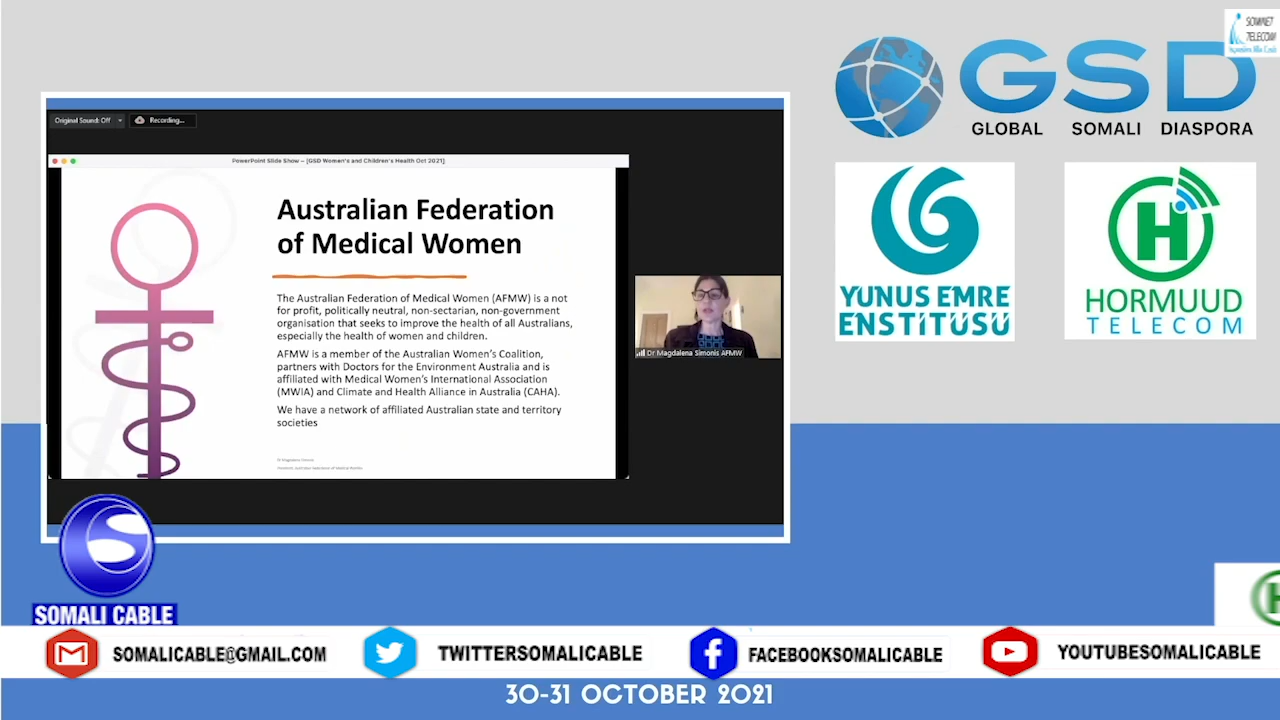 SOMNET
TELECOM
GSD
GLOBAL SOMALI DIASPORA
Original Sound: Off
Recording...
PowerPoint Slide Show – [GSD Women's and Children's Health Oct 2021]
Australian Federation
of Medical Women
The Australian Federation of Medical Women (AFMW) is a not
for profit, politically neutral, non-sectarian, non-government
organisation that seeks to improve the health of all Australians,
especially the health of women and children.
AFMW is a member of the Australian Women's Coalition,
partners with Doctors for the Environment Australia and is
affiliated with Medical Women's International Association
(MWIA) and Climate and Health Alliance in Australia (CAHA).
We have a network of affiliated Australian state and territory
societies
Dr Magdalena Simonis AFMW
YUNUS EMRE
ENSTİTÜSÜ
H
HORMUUD
TELECOM
SOMALI CABLE
SOMALICABLE@GMAIL.COM
TWITTERSOMALICABLE
FACEBOOKSOMALICABLE
YOUTUBESOMALICABLE
30-31 OCTOBER 2021